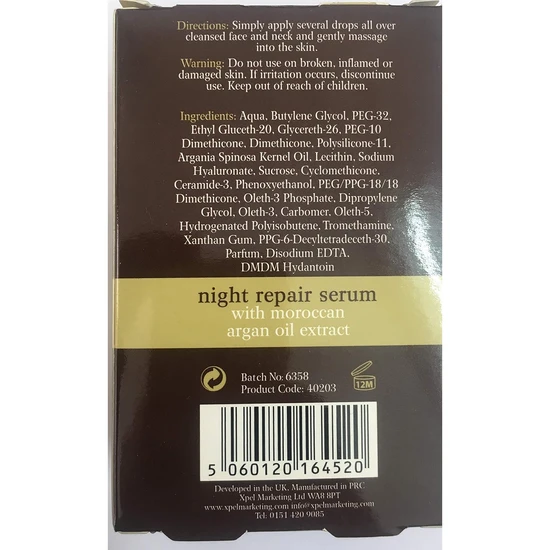 Directions: Simply apply several drops all over
cleansed face and neck and gently massage
into the skin.
Warning: Do not use on broken, inflamed or
damaged skin. If irritation occurs, discontinue
use. Keep out of reach of children.
Ingredients: Aqua, Butylene Glycol, PEG-32,
Ethyl Gluceth-20, Glycereth-26, PEG-10
Dimethicone, Dimethicone, Polysilicone-11,
Argania Spinosa Kernel Oil, Lecithin, Sodium
Hyaluronate, Sucrose, Cyclomethicone,
Ceramide-3, Phenoxyethanol, PEG/PPG-18/18
Dimethicone, Oleth-3 Phosphate, Dipropylene
Glycol, Oleth-3, Carbomer, Oleth-5,
Hydrogenated Polyisobutene, Tromethamine,
Xanthan Gum, PPG-6-Decyltetradeceth-30,
Parfum, Disodium EDTA,
DMDM Hydantoin
night repair serum
with moroccan
argan oil extract
Batch No: 6358
Product Code: 40203
12M
5 060120 164520
Developed in the UK. Manufactured in PRC
Xpel Marketing Ltd WA8 8PT
www.xpelmarketing.com info@xpelmarketing.com
Tel: 0151 420 9085